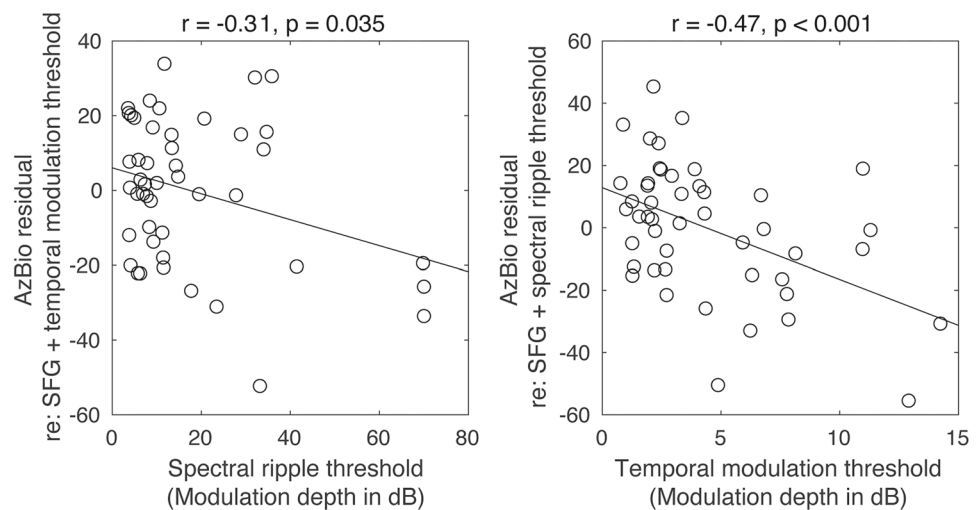 r = -0.31, p = 0.035
40
20
0
-20
-40
-60
AzBio residual
re: SFG + temporal modulation threshold
0 20 40 60 80
Spectral ripple threshold
(Modulation depth in dB)
r = -0.47, p < 0.001
60
40
20
0
-20
-40
-60
AzBio residual
re: SFG + spectral ripple threshold
0 5 10 15
Temporal modulation threshold
(Modulation depth in dB)